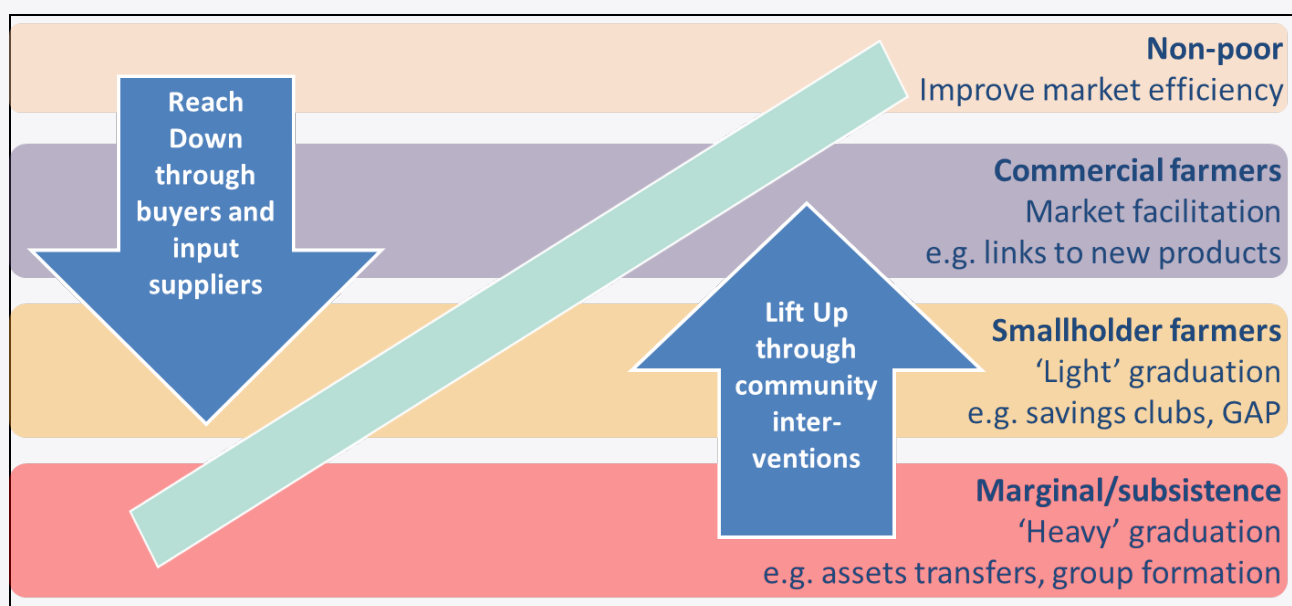 Reach
Down
through
buyers and
input
suppliers
Non-poor
Improve market efficiency
Commercial farmers
Market facilitation
e.g. links to new products
Lift Up
through
community
inter-
ventions
Smallholder farmers
‘Light’ graduation
e.g. savings clubs, GAP
Marginal/subsistence
‘Heavy’ graduation
e.g. assets transfers, group formation